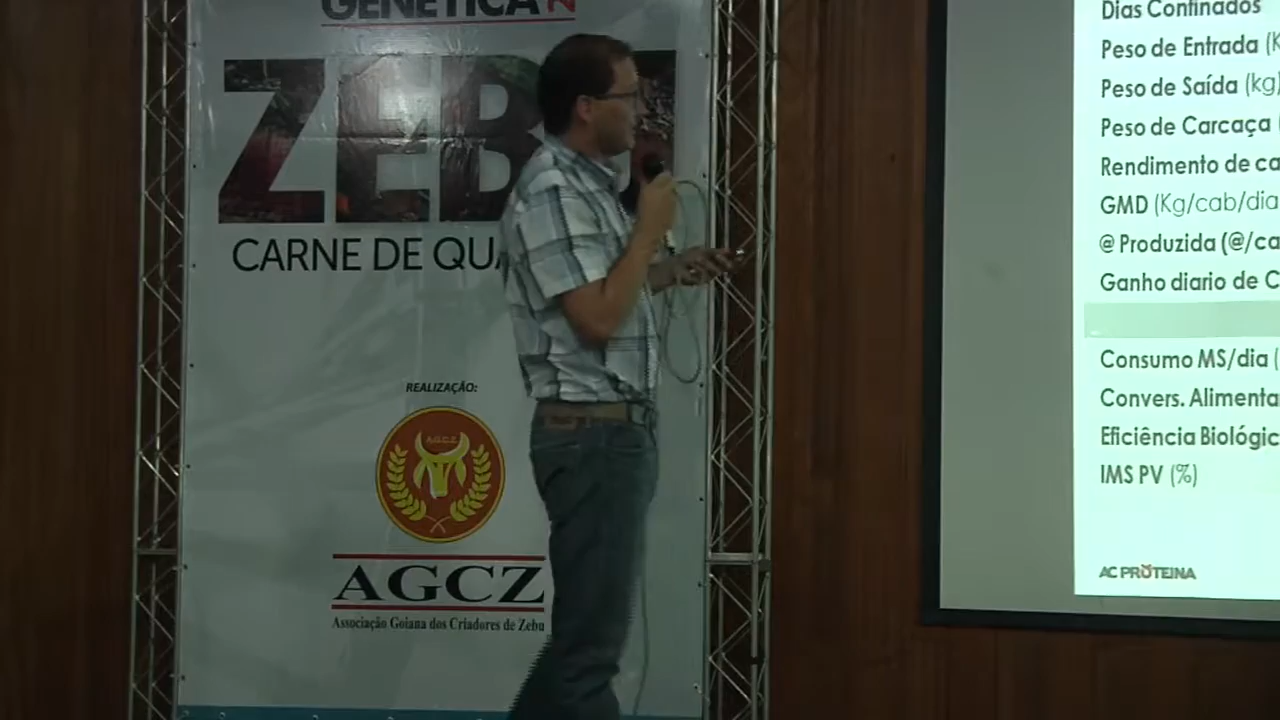 GENÉTICA
ZEB
CARNE DE QUA
REALIZAÇÃO:
A.G.C.Z.
AGCZ
Associação Goiana dos Criadores de Zebu
Dias Confinados
Peso de Entrada (K
Peso de Saída (kg)
Peso de Carcaça (
Rendimento de ca
GMD (Kg/cab/dia
@ Produzida (@/ca
Ganho diario de C
Consumo MS/dia (
Convers. Alimenta
Eficiência Biológic
IMS PV (%)
AC PROTEINA